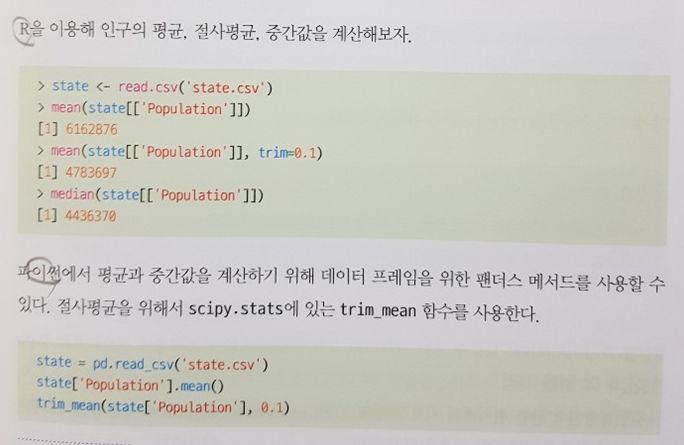 R을 이용해 인구의 평균, 절사평균, 중간값을 계산해보자.
> state <- read.csv('state.csv')
> mean(state[['Population']])
[1] 6162876
> mean(state[['Population']], trim=0.1)
[1] 4783697
> median(state[['Population']])
[1] 4436370
파이썬에서 평균과 중간값을 계산하기 위해 데이터 프레임을 위한 팬더스 메서드를 사용할 수
있다. 절사평균을 위해서 scipy.stats에 있는 trim_mean 함수를 사용한다.
state = pd.read_csv('state.csv')
state['Population'].mean()
trim_mean(state['Population'], 0.1)